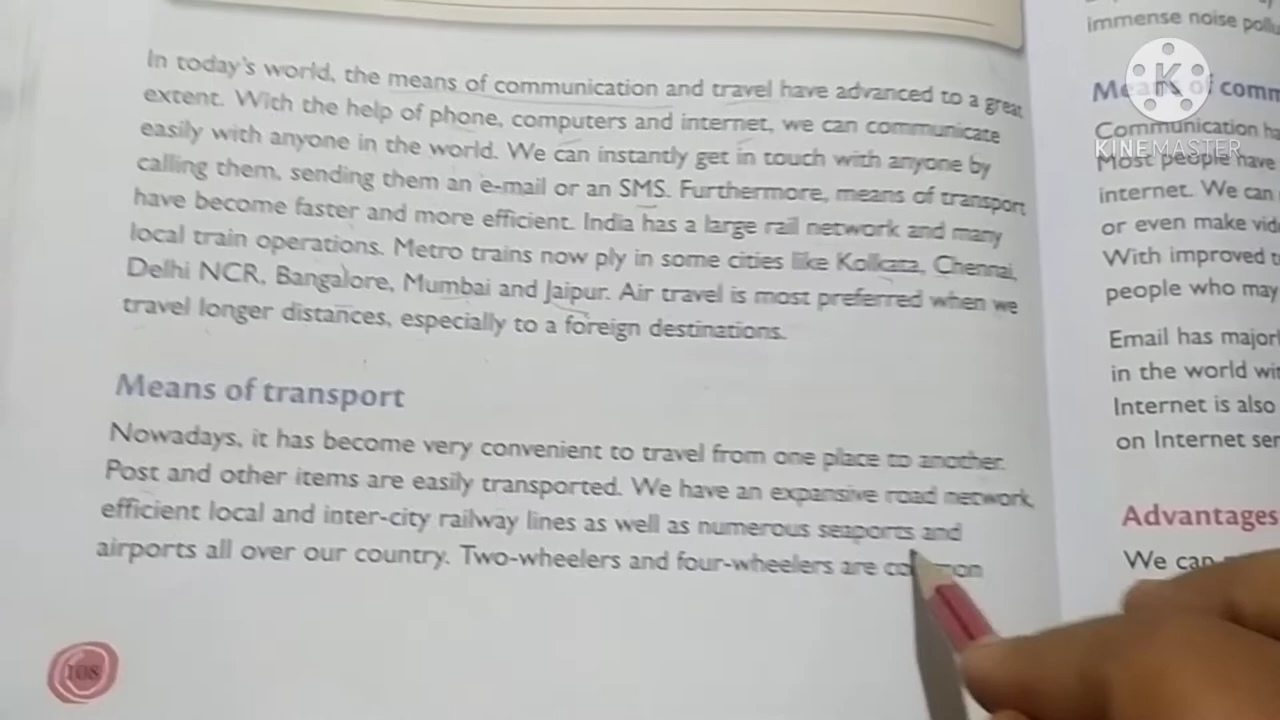 In today's world, the means of communication and travel have advanced to a great
extent. With the help of phone, computers and internet, we can communicate
easily with anyone in the world. We can instantly get in touch with anyone by
calling them, sending them an e-mail or an SMS. Furthermore, means of transport
have become faster and more efficient. India has a large rail network and many
local train operations. Metro trains now ply in some cities like Kolkata, Chennai,
Delhi NCR, Bangalore, Mumbai and Jaipur. Air travel is most preferred when we
travel longer distances, especially to a foreign destinations.
Means of transport
Nowadays, it has become very convenient to travel from one place to another.
Post and other items are easily transported. We have an expansive road network,
efficient local and inter-city railway lines as well as numerous seaports and
airports all over our country. Two-wheelers and four-wheelers are common
108
immense noise
Means of comm
Communication
Most people have
internet. We can
or even make
With improved
people who may
Email has
in the world
Internet is also
on Internet
Advantages
We can
K
KINEMASTER